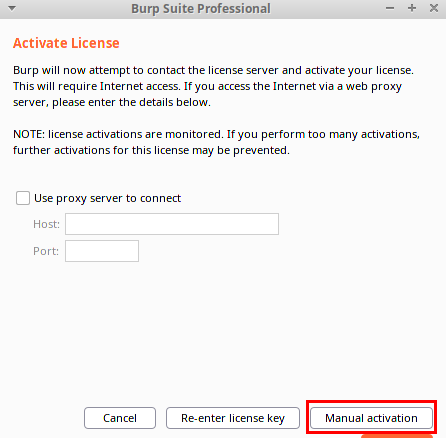 Burp Suite Professional
Activate License
Burp will now attempt to contact the license server and activate your license.
This will require Internet access. If you access the Internet via a web proxy
server, please enter the details below.
NOTE: license activations are monitored. If you perform too many activations,
further activations for this license may be prevented.
Use proxy server to connect
Host:
Port:
Cancel Re-enter license key Manual activation